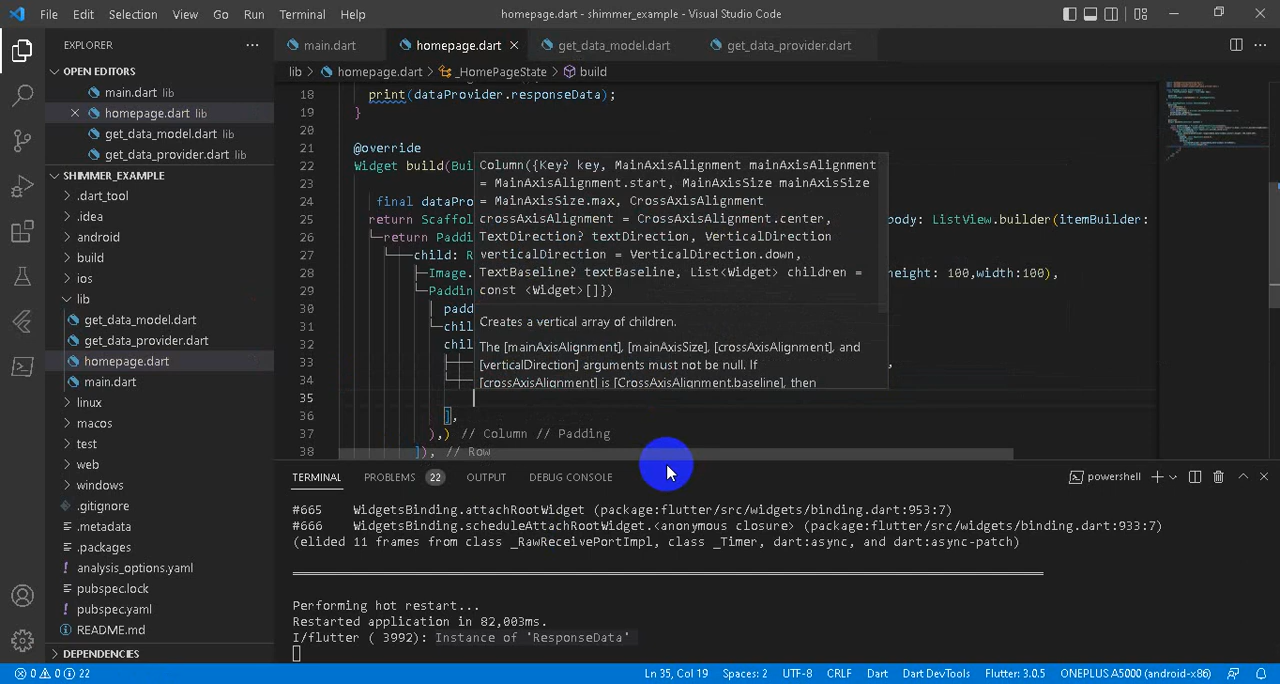 File Edit Selection View Go Run Terminal Help
homepage.dart - shimmer_example - Visual Studio Code
EXPLORER
main.dart homepage.dart get_data_model.dart get_data_provider.dart
OPEN EDITORS
main.dart lib
homepage.dart lib
get_data_model.dart lib
get_data_provider.dart lib
SHIMMER_EXAMPLE
.dart_tool
.idea
android
build
ios
lib
get_data_model.dart
get_data_provider.dart
homepage.dart
main.dart
linux
macos
test
web
windows
.gitignore
.metadata
.packages
analysis_options.yaml
pubspec.lock
pubspec.yaml
README.md
DEPENDENCIES
lib > homepage.dart > _HomePageState > build
18 print(dataProvider.responseData);
19 }
20
21 @override
22 Widget build(Bui
23
24 final dataPro
25 return Scaffol body: ListView.builder(itemBuilder:
26 return Paddi
27 child: R
28 Image. height: 100,width:100),
29 Paddin
30 padd
31 chil
32 chi
33 ,
34
35
36 ],
37 ),) // Column // Padding
38 ]), // Row
Column({Key? key, MainAxisAlignment mainAxisAlignment
= MainAxisAlignment.start, MainAxisSize mainAxisSize
= MainAxisSize.max, CrossAxisAlignment
crossAxisAlignment = CrossAxisAlignment.center,
TextDirection? textDirection, VerticalDirection
verticalDirection = VerticalDirection.down,
TextBaseline? textBaseline, List<Widget> children =
const <Widget>[]})
Creates a vertical array of children.
The [mainAxisAlignment], [mainAxisSize], [crossAxisAlignment], and
[verticalDirection] arguments must not be null. If
[crossAxisAlignment] is [CrossAxisAlignment.baseline], then
TERMINAL PROBLEMS 22 OUTPUT DEBUG CONSOLE
powershell
#665 WidgetsBinding.attachRootWidget (package:flutter/src/widgets/binding.dart:953:7)
#666 WidgetsBinding.scheduleAttachRootWidget.<anonymous closure> (package:flutter/src/widgets/binding.dart:933:7)
(elided 11 frames from class _RawReceivePortImpl, class _Timer, dart:async, and dart:async-patch)
Performing hot restart...
Restarted application in 82,003ms.
I/flutter ( 3992): Instance of 'ResponseData'
0 0 22 Ln 35, Col 19 Spaces: 2 UTF-8 CRLF Dart Dart DevTools Flutter: 3.0.5 ONEPLUS A5000 (android-x86)